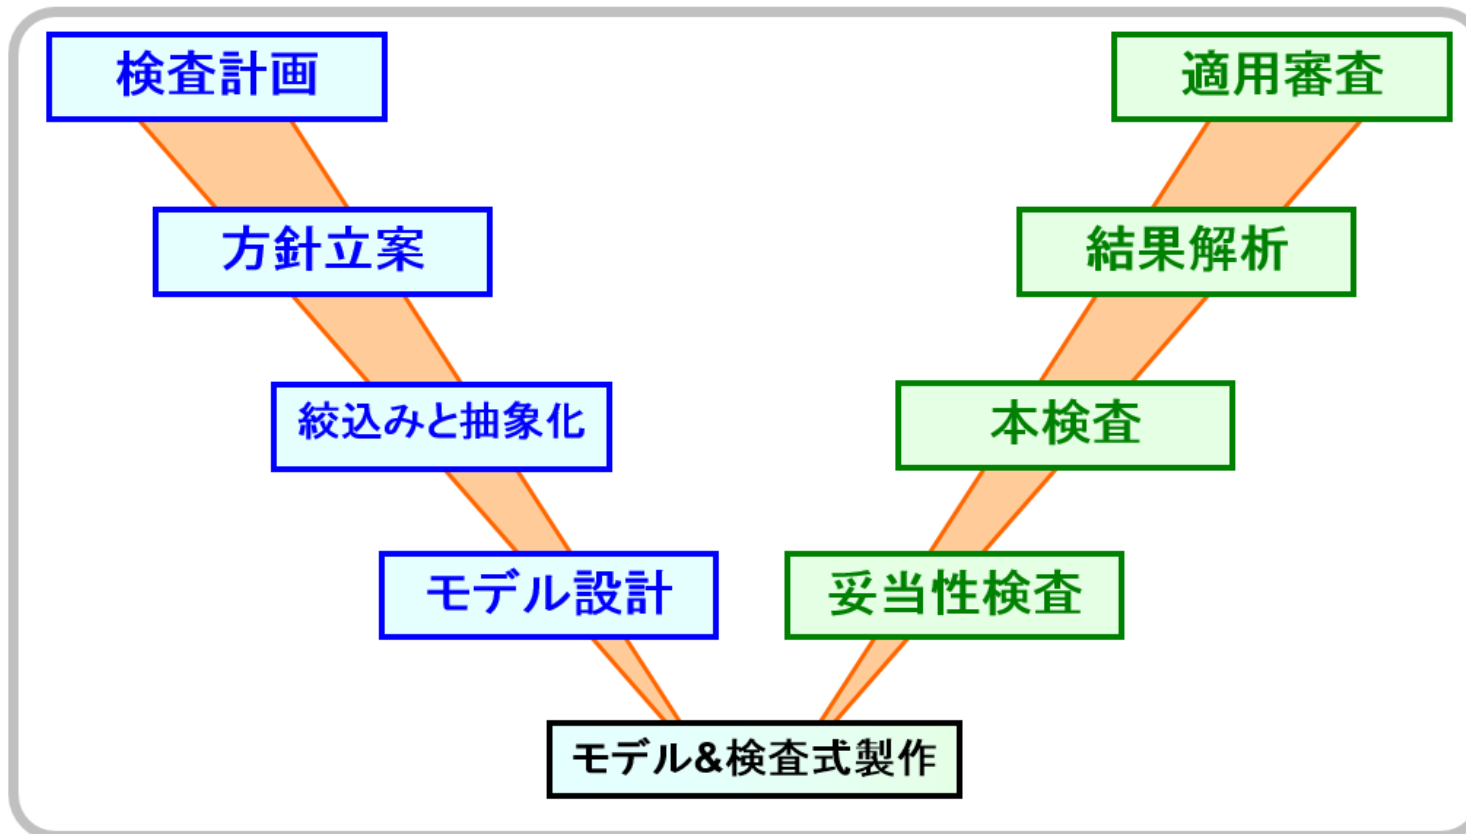 検査計画
適用審査
方針立案
結果解析
絞込みと抽象化
本検査
モデル設計
妥当性検査
モデル&検査式製作